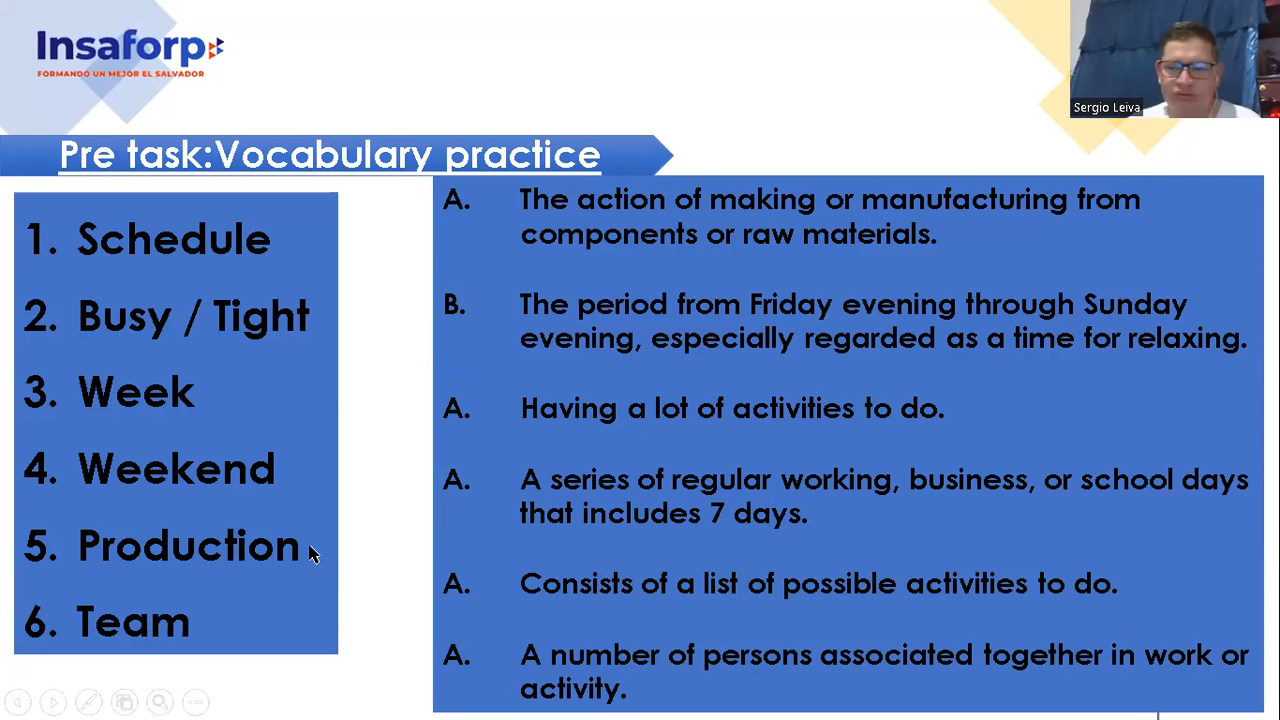 Insaforp
FORMANDO UN MEJOR EL SALVADOR
Sergio Leiva
Pre task:Vocabulary practice
1. Schedule
2. Busy / Tight
3. Week
4. Weekend
5. Production
6. Team
A. The action of making or manufacturing from
components or raw materials.
B. The period from Friday evening through Sunday
evening, especially regarded as a time for relaxing.
A. Having a lot of activities to do.
A. A series of regular working, business, or school days
that includes 7 days.
A. Consists of a list of possible activities to do.
A. A number of persons associated together in work or
activity.